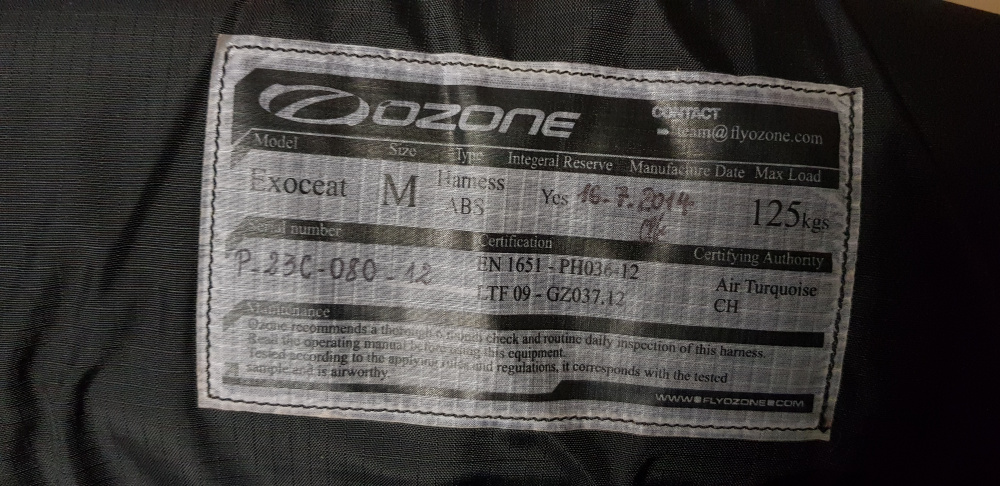 OZONE
CONTACT
team@flyozone.com
Model Size Type Integeral Reserve Manufacture Date Max Load
Exoceat M Harness ABS Yes 16.7.2014 125kgs
Serial number Certification Certifying Authority
P-23C-080-12 EN 1651 - PH036-12 Air Turquoise
LTF 09 - GZ037.12 CH
Maintenance
Ozone recommends a thorough check and routine daily inspection of this harness.
Read the operating manual before using this equipment.
Tested according to the applying rules and regulations, it corresponds with the tested
sample and is airworthy.
WWW.FLYOZONE.COM